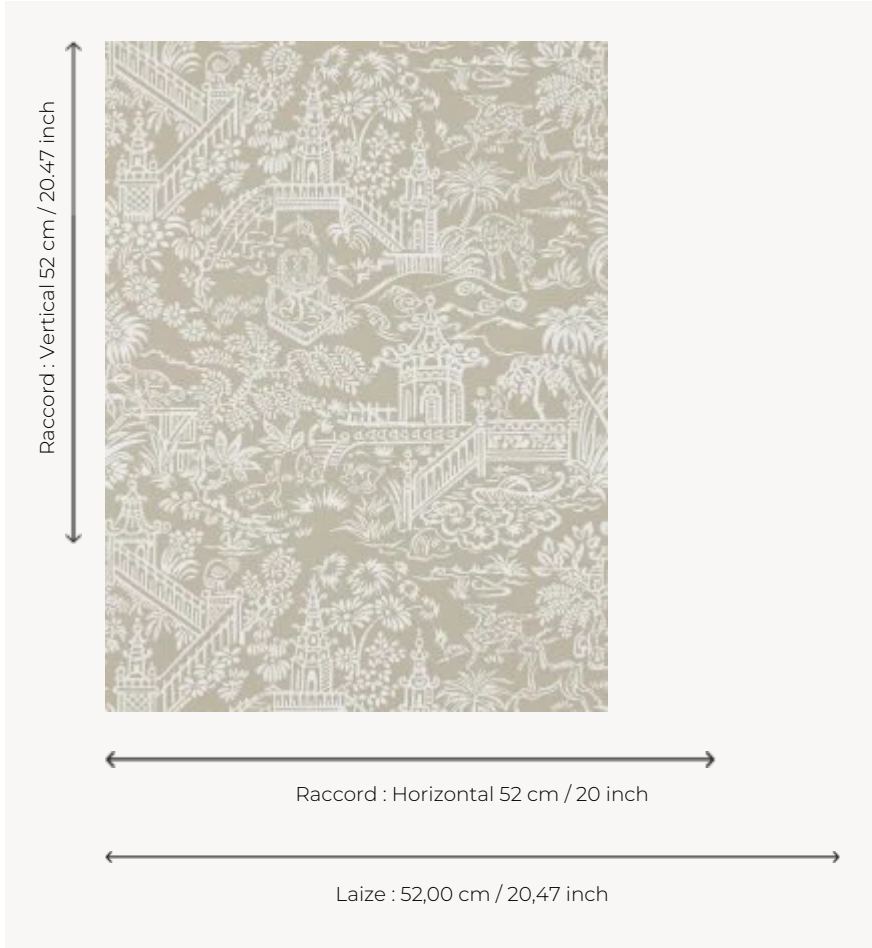 Raccord : Vertical 52 cm / 20.47 inch
Raccord : Horizontal 52 cm / 20 inch
Laize : 52,00 cm / 20,47 inch